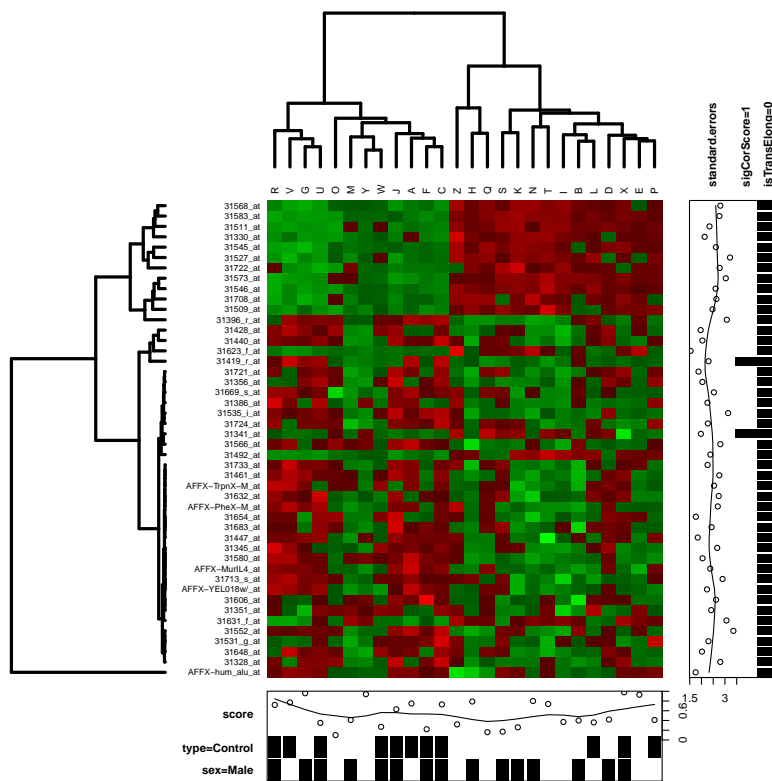 standard.errors
sigCorScore=1
isTransElong=0
R V G U O M Y W J A F C Z H Q S K N T I B L D X E P
31568_at
31583_at
31511_at
31330_at
31545_at
31527_at
31722_at
31573_at
31546_at
31708_at
31509_at
31396_r_at
31428_at
31440_at
31623_f_at
31419_r_at
31721_at
31356_at
31669_s_at
31386_at
31535_i_at
31724_at
31341_at
31566_at
31492_at
31733_at
31461_at
AFFX−TrpnX−M_at
31632_at
AFFX−PheX−M_at
31654_at
31683_at
31447_at
31345_at
31580_at
AFFX−MurIL4_at
31713_s_at
AFFX−YEL018w/_at
31606_at
31351_at
31631_f_at
31552_at
31531_g_at
31648_at
31328_at
AFFX−hum_alu_at
1.5 3
score
0 0.6
type=Control
sex=Male